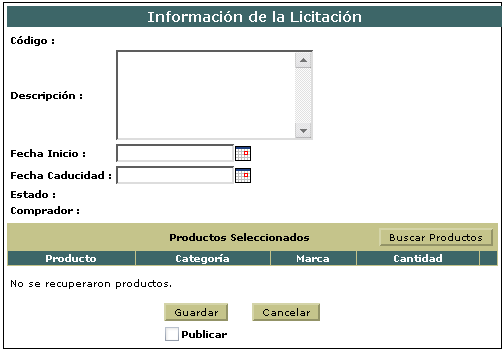 Información de la Licitación
Código :
Descripción :
Fecha Inicio :
Fecha Caducidad :
Estado :
Comprador :
Productos Seleccionados Buscar Productos
Producto Categoría Marca Cantidad
No se recuperaron productos.
Guardar Cancelar
Publicar